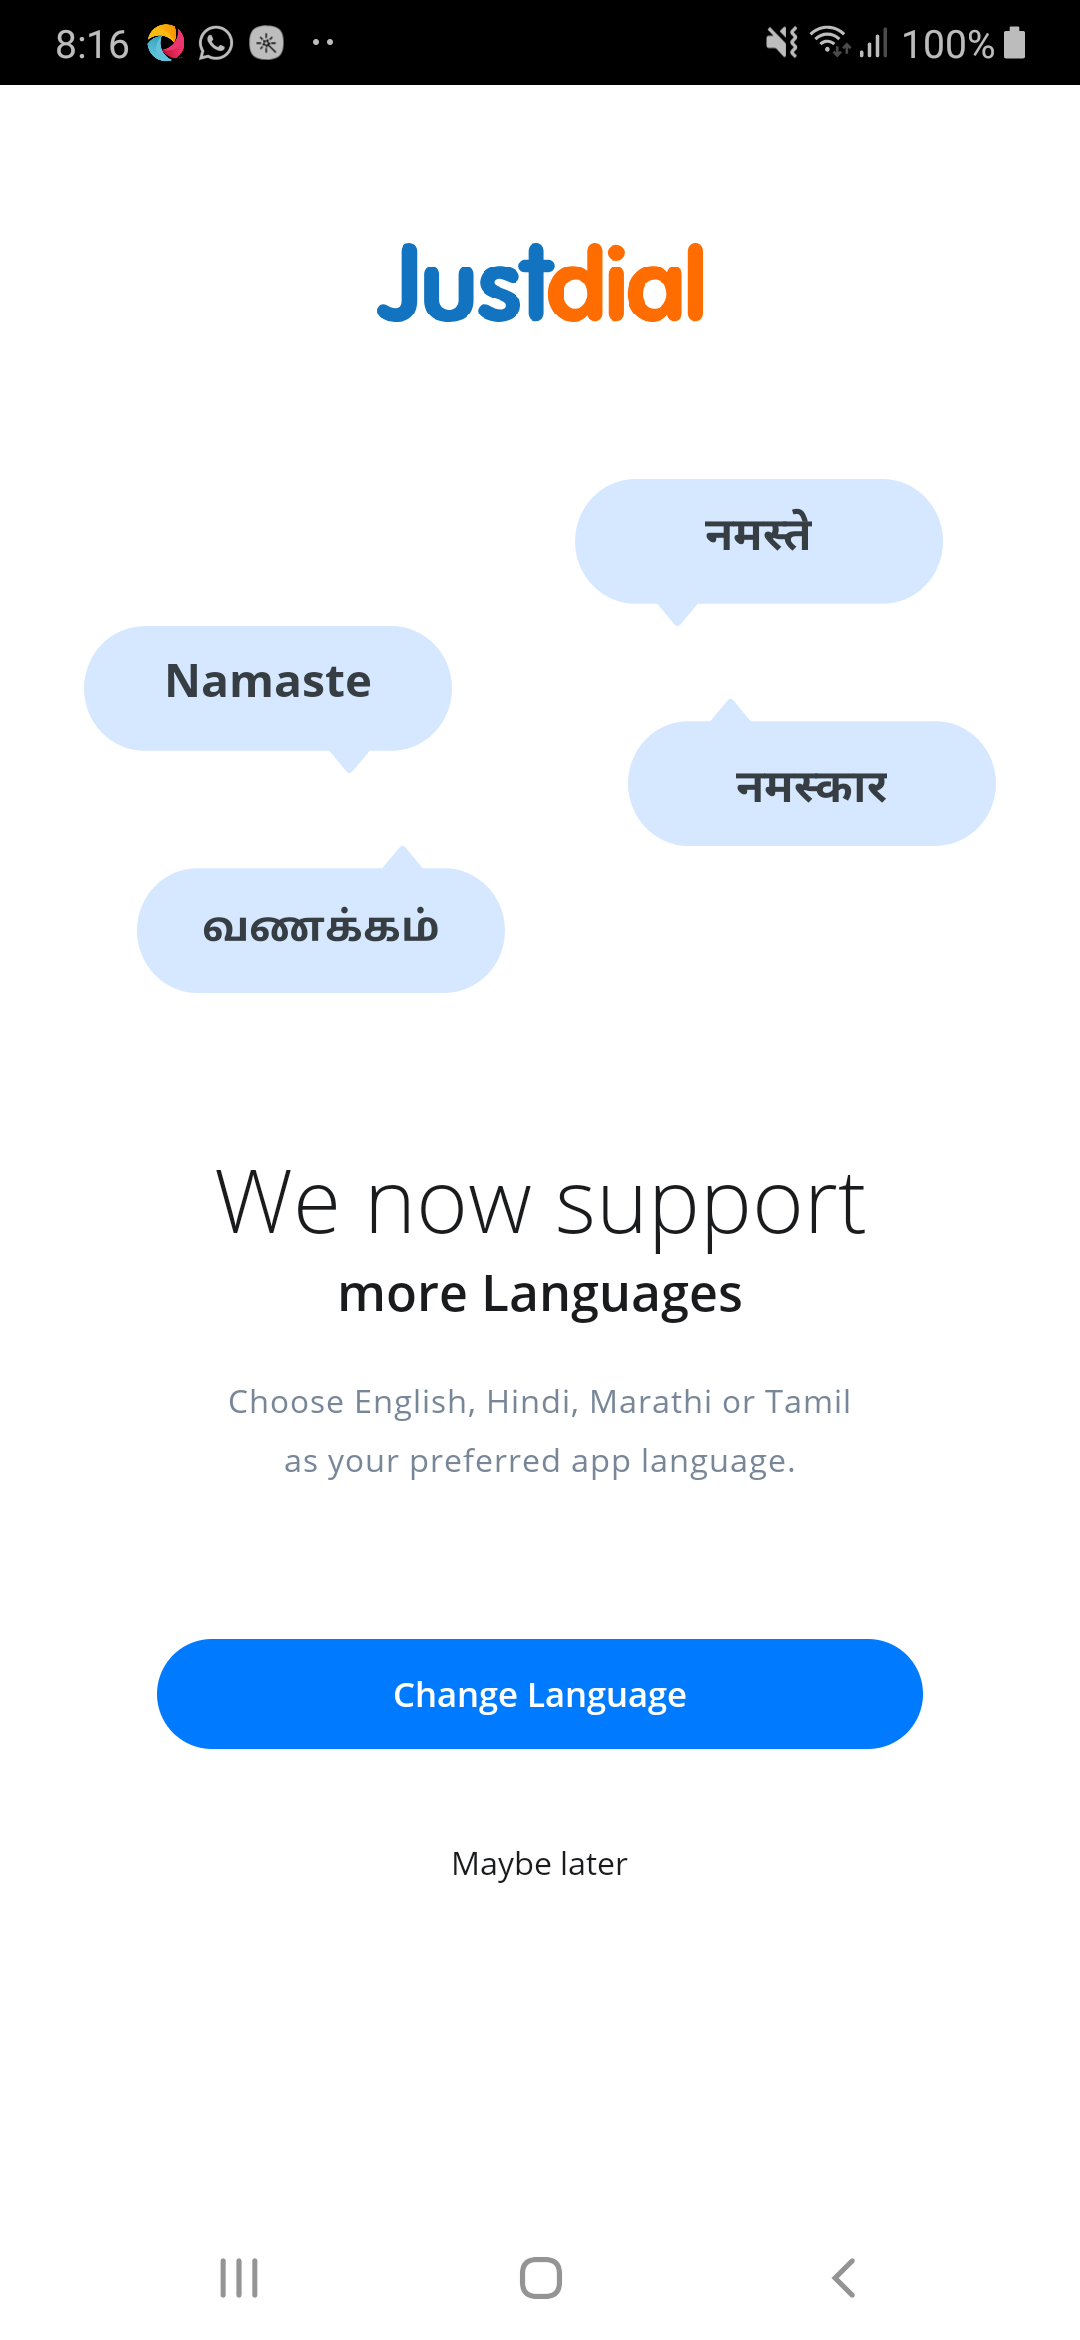 8:16
100%
Justdial
नमस्ते
Namaste
नमस्कार
வணக்கம்
We now support
more Languages
Choose English, Hindi, Marathi or Tamil
as your preferred app language.
Change Language
Maybe later